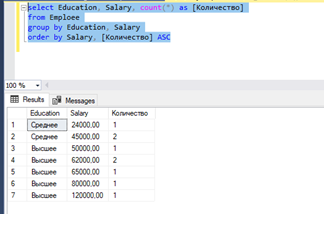 select Education, Salary, count(*) as [Количество]
from Emploee
group by Education, Salary
order by Salary, [Количество] ASC
100 %
Results Messages
Education Salary Количество
1 Среднее 24000,00 1
2 Среднее 45000,00 2
3 Высшее 50000,00 1
4 Высшее 62000,00 2
5 Высшее 65000,00 1
6 Высшее 80000,00 1
7 Высшее 120000,00 1